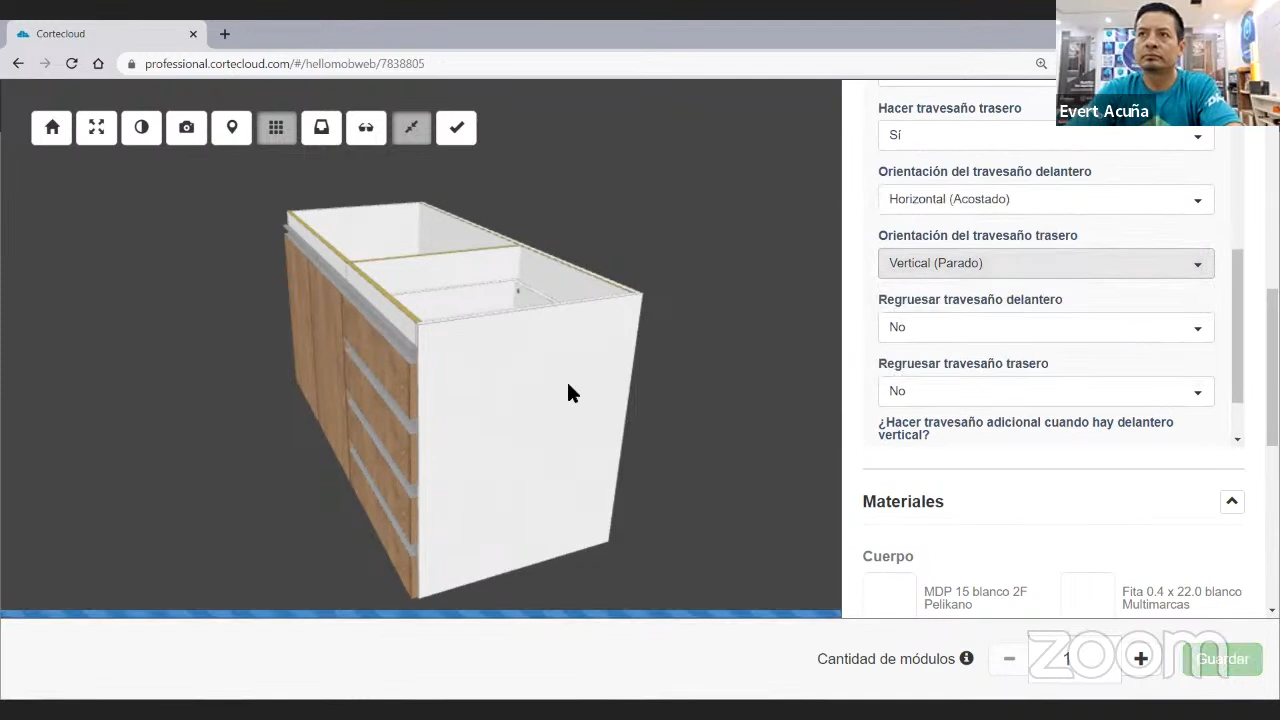 Cortecloud
professional.cortecloud.com/#/hellomobweb/7838805
Evert Acuña
Hacer travesaño trasero
Sí
Orientación del travesaño delantero
Horizontal (Acostado)
Orientación del travesaño trasero
Vertical (Parado)
Regruesar travesaño delantero
No
Regruesar travesaño trasero
No
¿Hacer travesaño adicional cuando hay delantero
vertical?
Materiales
Cuerpo
MDP 15 blanco 2F
Pelikano
Fita 0.4 x 22.0 blanco
Multimarcas
Cantidad de módulos
1
Guardar
zoom